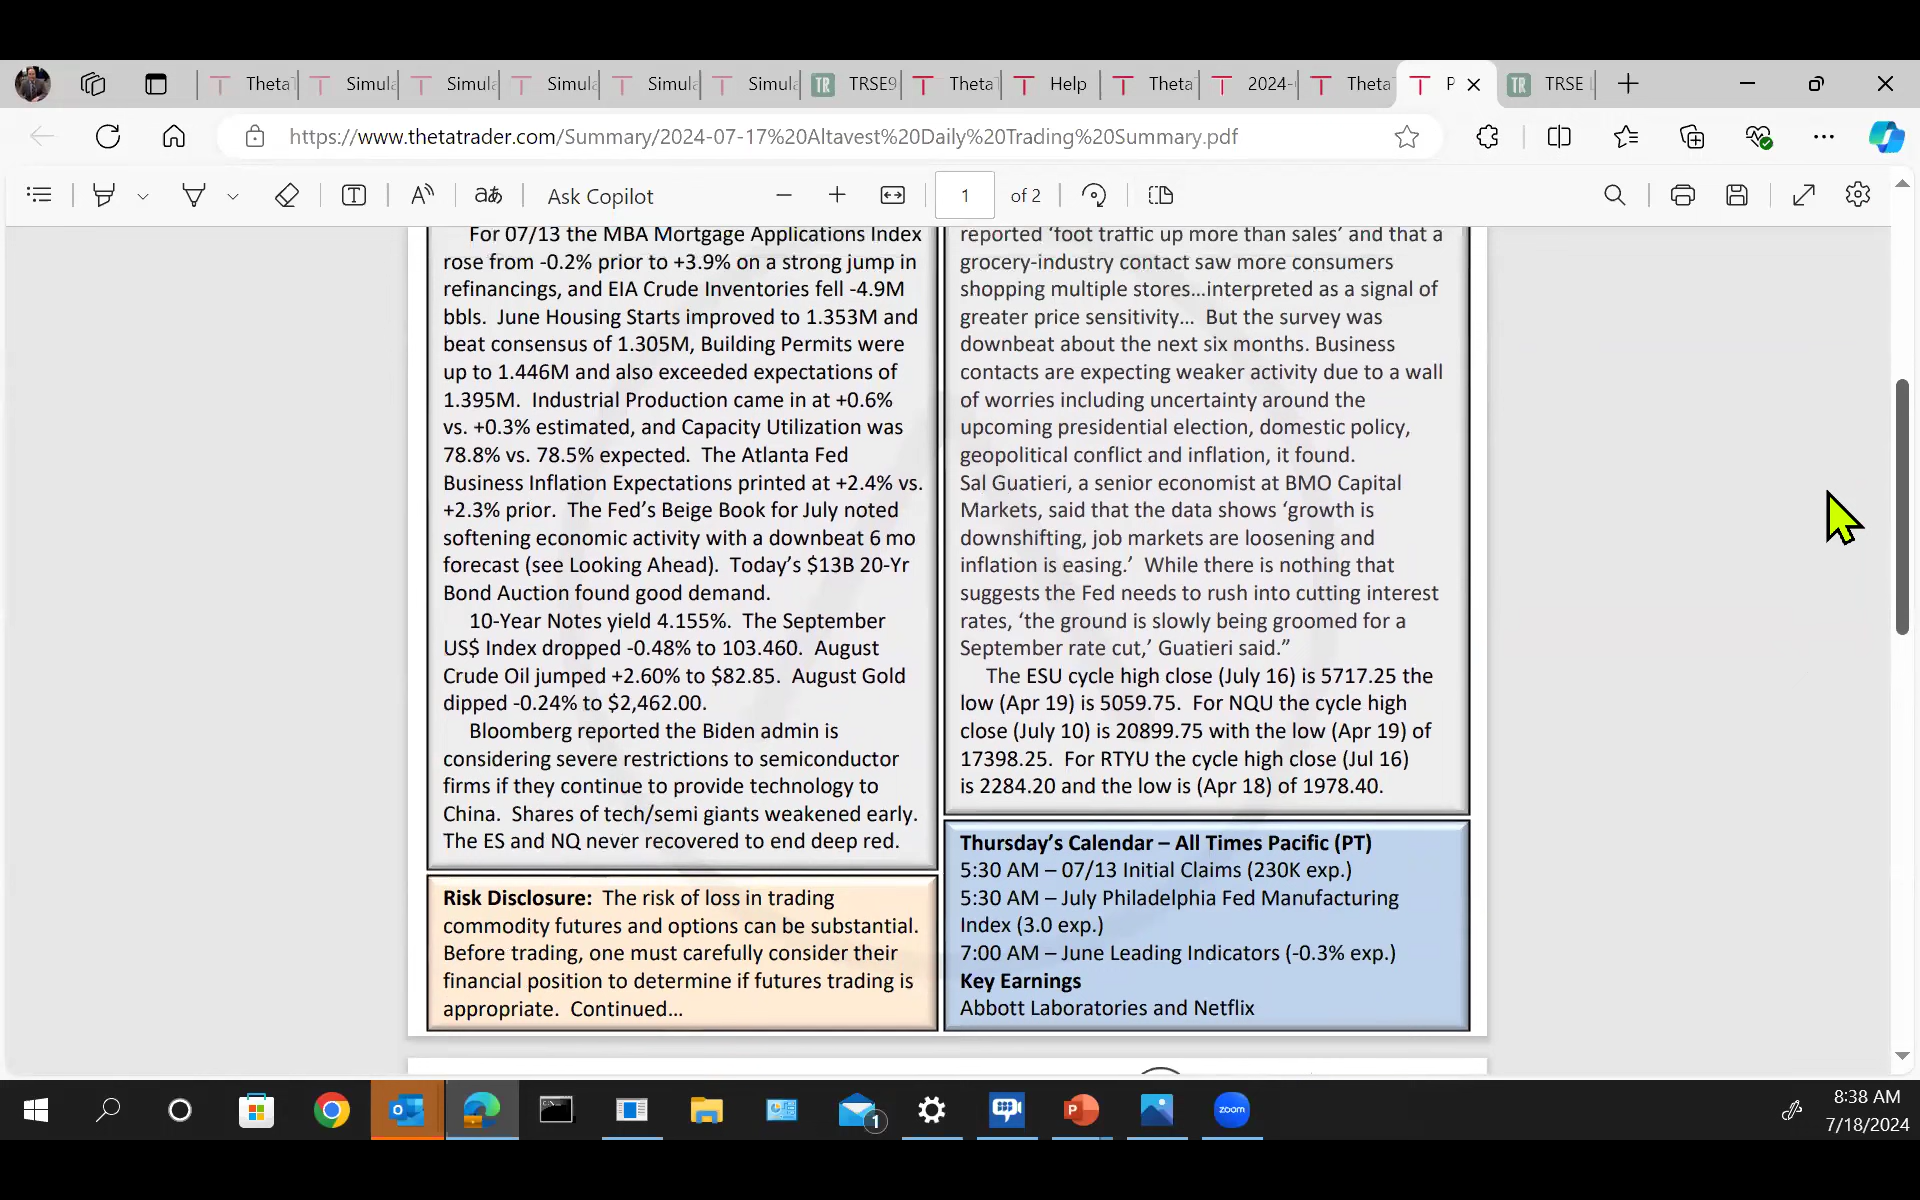 Theta
Simula
Simula
Simula
Simula
Simula
TR
TRSE9
Theta
Help
Theta
2024-
Theta
P
TR
TRSE L
https://www.thetatrader.com/Summary/2024-07-17%20Altavest%20Daily%20Trading%20Summary.pdf
Ask Copilot
1
of 2
For 07/13 the MBA Mortgage Applications Index
rose from -0.2% prior to +3.9% on a strong jump in
refinancings, and EIA Crude Inventories fell -4.9M
bbls. June Housing Starts improved to 1.353M and
beat consensus of 1.305M, Building Permits were
up to 1.446M and also exceeded expectations of
1.395M. Industrial Production came in at +0.6%
vs. +0.3% estimated, and Capacity Utilization was
78.8% vs. 78.5% expected. The Atlanta Fed
Business Inflation Expectations printed at +2.4% vs.
+2.3% prior. The Fed's Beige Book for July noted
softening economic activity with a downbeat 6 mo
forecast (see Looking Ahead). Today's $13B 20-Yr
Bond Auction found good demand.
10-Year Notes yield 4.155%. The September
US$ Index dropped -0.48% to 103.460. August
Crude Oil jumped +2.60% to $82.85. August Gold
dipped -0.24% to $2,462.00.
Bloomberg reported the Biden admin is
considering severe restrictions to semiconductor
firms if they continue to provide technology to
China. Shares of tech/semi giants weakened early.
The ES and NQ never recovered to end deep red.
Risk Disclosure: The risk of loss in trading
commodity futures and options can be substantial.
Before trading, one must carefully consider their
financial position to determine if futures trading is
appropriate. Continued...
reported 'foot traffic up more than sales' and that a
grocery-industry contact saw more consumers
shopping multiple stores...interpreted as a signal of
greater price sensitivity... But the survey was
downbeat about the next six months. Business
contacts are expecting weaker activity due to a wall
of worries including uncertainty around the
upcoming presidential election, domestic policy,
geopolitical conflict and inflation, it found.
Sal Guatieri, a senior economist at BMO Capital
Markets, said that the data shows 'growth is
downshifting, job markets are loosening and
inflation is easing.' While there is nothing that
suggests the Fed needs to rush into cutting interest
rates, 'the ground is slowly being groomed for a
September rate cut,' Guatieri said."
The ESU cycle high close (July 16) is 5717.25 the
low (Apr 19) is 5059.75. For NQU the cycle high
close (July 10) is 20899.75 with the low (Apr 19) of
17398.25. For RTYU the cycle high close (Jul 16)
is 2284.20 and the low is (Apr 18) of 1978.40.
Thursday's Calendar – All Times Pacific (PT)
5:30 AM – 07/13 Initial Claims (230K exp.)
5:30 AM – July Philadelphia Fed Manufacturing
Index (3.0 exp.)
7:00 AM – June Leading Indicators (-0.3% exp.)
Key Earnings
Abbott Laboratories and Netflix
1
zoom
8:38 AM
7/18/2024